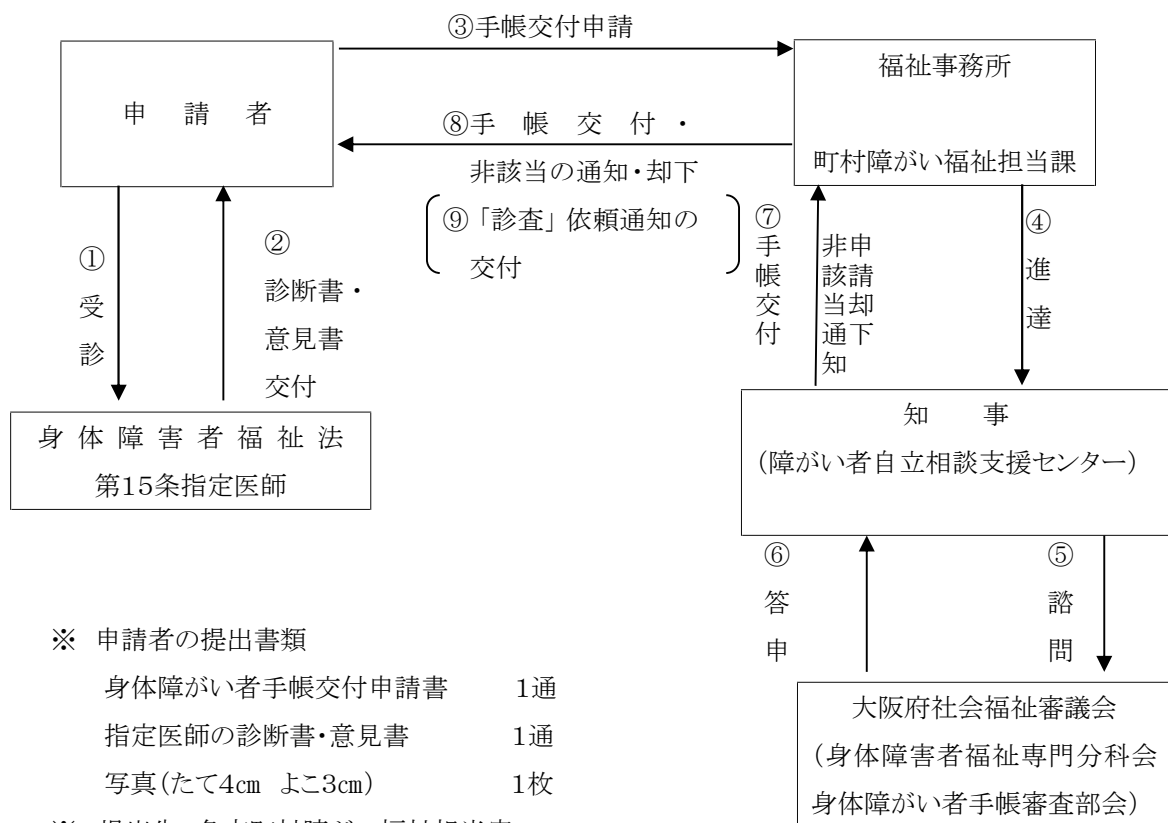 ③手帳交付申請
申　請　者
福祉事務所
町村障がい福祉担当課
⑧手　帳　交　付　・
非該当の通知・却下
⑨「診査」依頼通知の
交付
①受診
②
診断書・
意見書
交付
⑦手帳交付
申請却下
非該当通知
④進達
身体障害者福祉法
第15条指定医師
知　　事
(障がい者自立相談支援センター)
⑥答申
⑤諮問
大阪府社会福祉審議会
(身体障害者福祉専門分科会
身体障がい者手帳審査部会)
※　申請者の提出書類
身体障がい者手帳交付申請書　　1通
指定医師の診断書・意見書　　1通
写真(たて4㎝　よこ3㎝)　　1枚